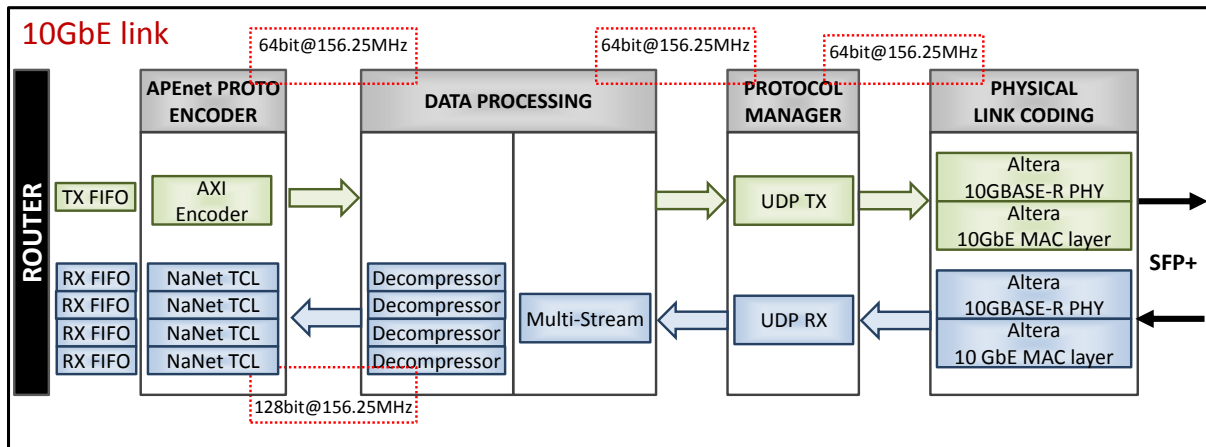 10GbE link
64bit@156.25MHz
64bit@156.25MHz
64bit@156.25MHz
ROUTER
APEnet PROTO
ENCODER
DATA PROCESSING
PROTOCOL
MANAGER
PHYSICAL
LINK CODING
TX FIFO
AXI
Encoder
UDP TX
Altera
10GBASE-R PHY
Altera
10GbE MAC layer
SFP+
RX FIFO
RX FIFO
RX FIFO
RX FIFO
NaNet TCL
NaNet TCL
NaNet TCL
NaNet TCL
Decompressor
Decompressor
Decompressor
Decompressor
Multi-Stream
UDP RX
Altera
10GBASE-R PHY
Altera
10 GbE MAC layer
128bit@156.25MHz